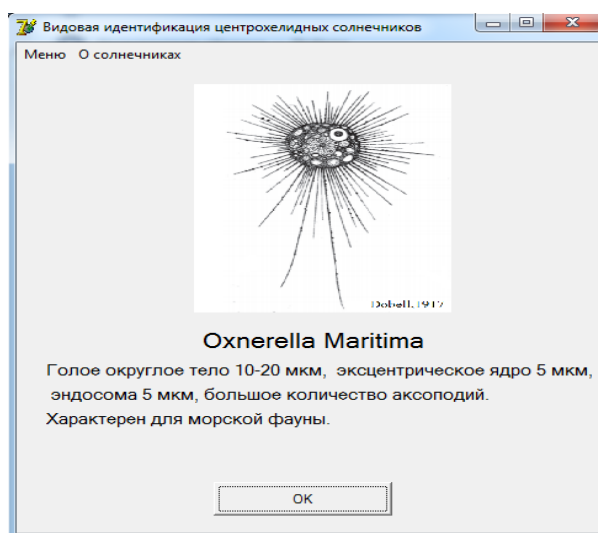 Видовая идентификация центрохелидных солнечников
Меню О солнечниках
Dobell, 1917
Oxnerella Maritima
Голое округлое тело 10-20 мкм, эксцентрическое ядро 5 мкм,
эндосома 5 мкм, большое количество аксоподий.
Характерен для морской фауны.
OK